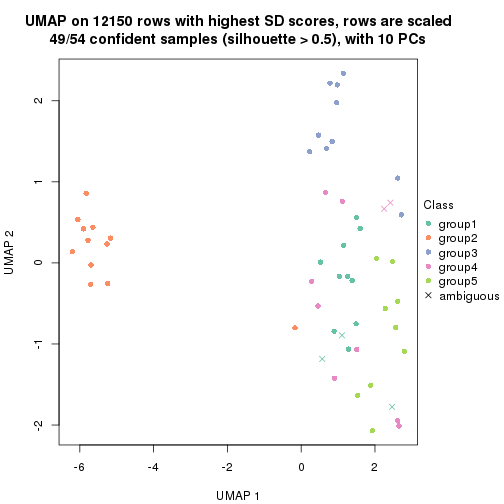 UMAP on 12150 rows with highest SD scores, rows are scaled
49/54 confident samples (silhouette > 0.5), with 10 PCs
2
1
0
-1
-2
UMAP 2
-6
-4
-2
0
2
UMAP 1
Class
group1
group2
group3
group4
group5
ambiguous